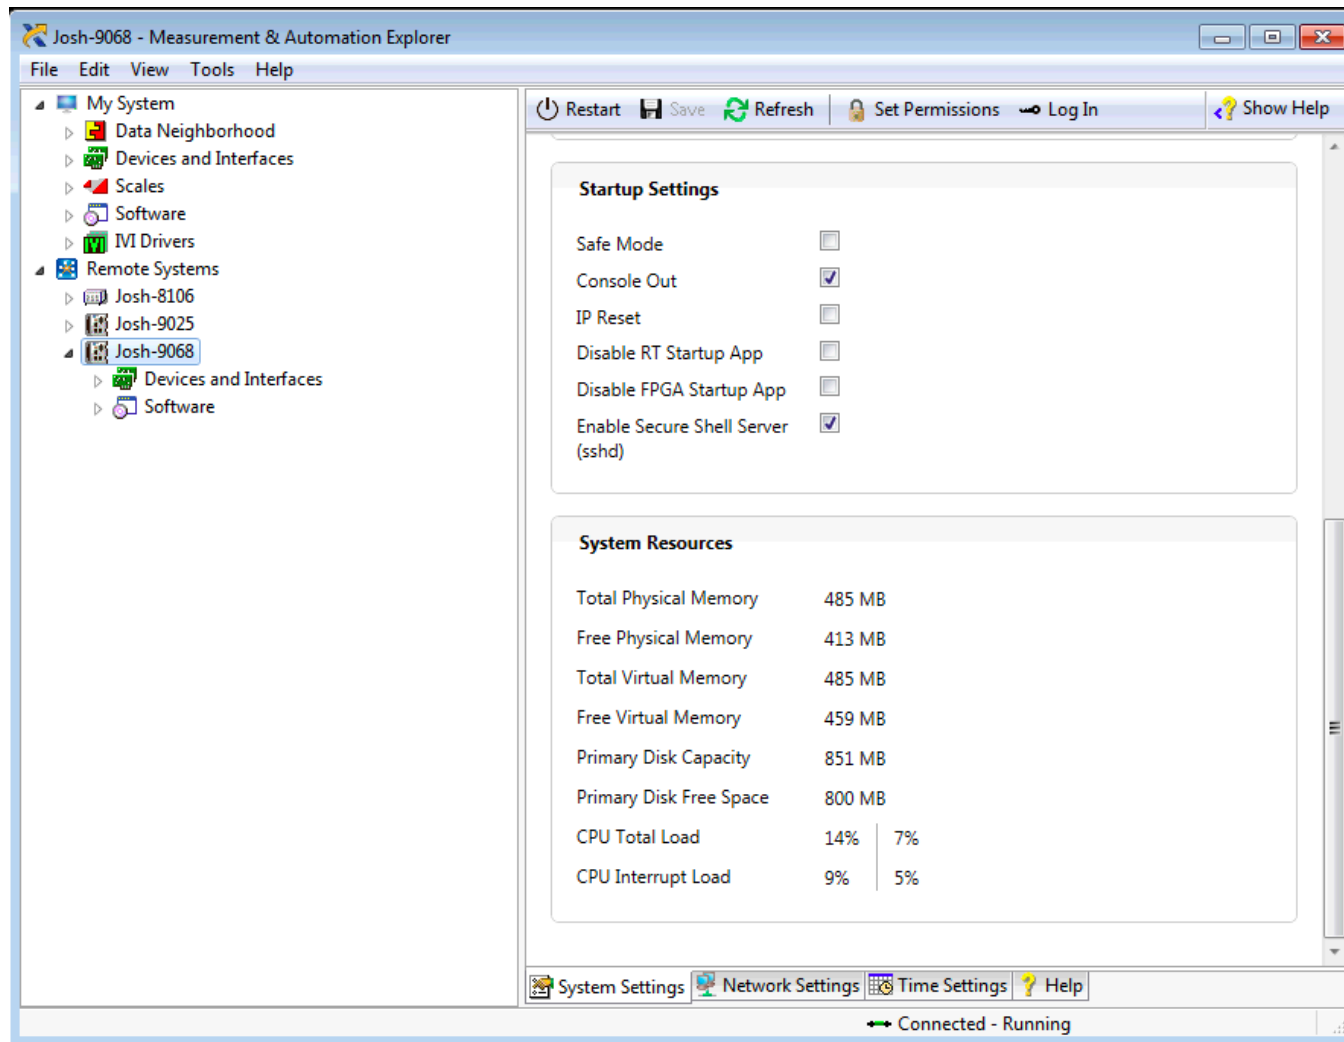 Josh-9068 - Measurement & Automation Explorer
File Edit View Tools Help
My System
Data Neighborhood
Devices and Interfaces
Scales
Software
IVI Drivers
Remote Systems
Josh-8106
Josh-9025
Josh-9068
Devices and Interfaces
Software
Restart Save Refresh Set Permissions Log In Show Help
Startup Settings
Safe Mode
Console Out
IP Reset
Disable RT Startup App
Disable FPGA Startup App
Enable Secure Shell Server
(sshd)
System Resources
Total Physical Memory 485 MB
Free Physical Memory 413 MB
Total Virtual Memory 485 MB
Free Virtual Memory 459 MB
Primary Disk Capacity 851 MB
Primary Disk Free Space 800 MB
CPU Total Load 14% 7%
CPU Interrupt Load 9% 5%
System Settings Network Settings Time Settings Help
Connected - Running